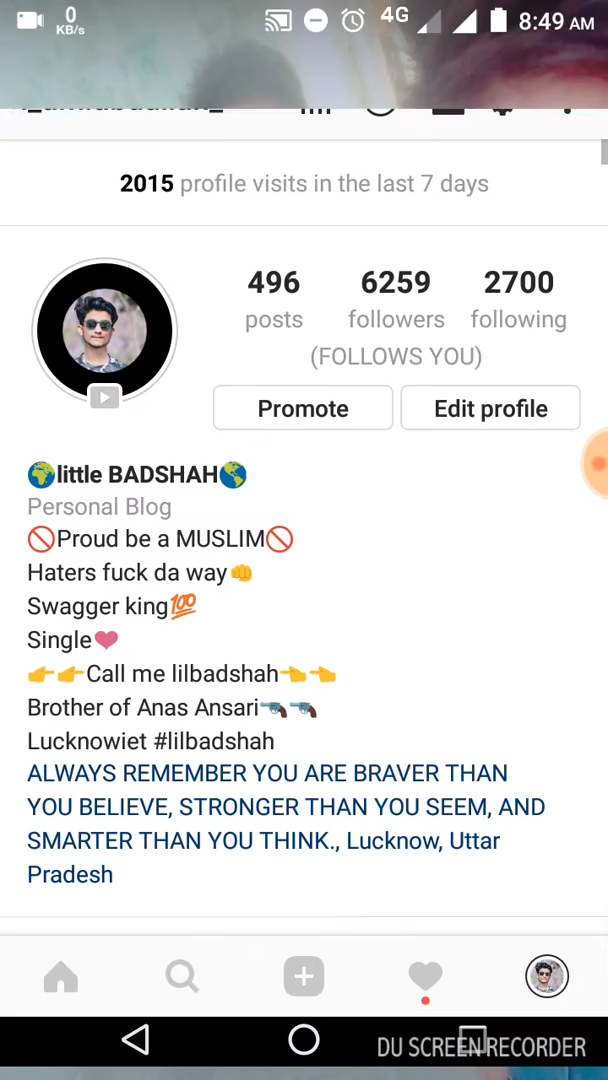 0
KB/s
4G
8:49 AM
2015 profile visits in the last 7 days
496 6259 2700
posts followers following
(FOLLOWS YOU)
Promote Edit profile
🌍little BADSHAH🌎
Personal Blog
🚫Proud be a MUSLIM🚫
Haters fuck da way👊
Swagger king💯
Single❤
👉👉Call me lilbadshah👈👈
Brother of Anas Ansari🔫🔫
Lucknowiet #lilbadshah
ALWAYS REMEMBER YOU ARE BRAVER THAN
YOU BELIEVE, STRONGER THAN YOU SEEM, AND
SMARTER THAN YOU THINK., Lucknow, Uttar
Pradesh
DU SCREEN RECORDER